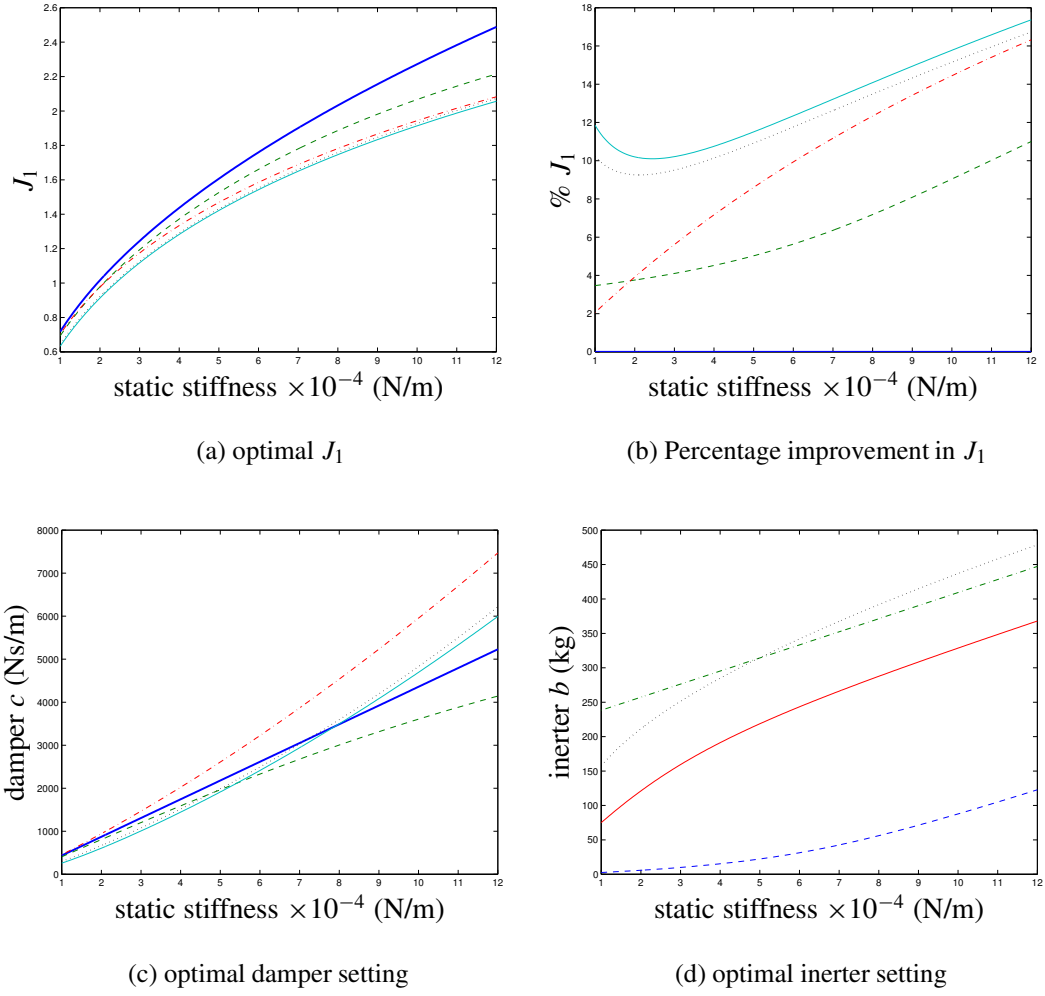 2.6
2.4
2.2
2
1.8
1.6
1.4
1.2
1
0.8
0.6
J1
1 2 3 4 5 6 7 8 9 10 11 12
static stiffness ×10−4 (N/m)
(a) optimal J1
18
16
14
12
10
8
6
4
2
0
% J1
1 2 3 4 5 6 7 8 9 10 11 12
static stiffness ×10−4 (N/m)
(b) Percentage improvement in J1
8000
7000
6000
5000
4000
3000
2000
1000
0
damper c (Ns/m)
1 2 3 4 5 6 7 8 9 10 11 12
static stiffness ×10−4 (N/m)
(c) optimal damper setting
500
450
400
350
300
250
200
150
100
50
0
inerter b (kg)
1 2 3 4 5 6 7 8 9 10 11 12
static stiffness ×10−4 (N/m)
(d) optimal inerter setting